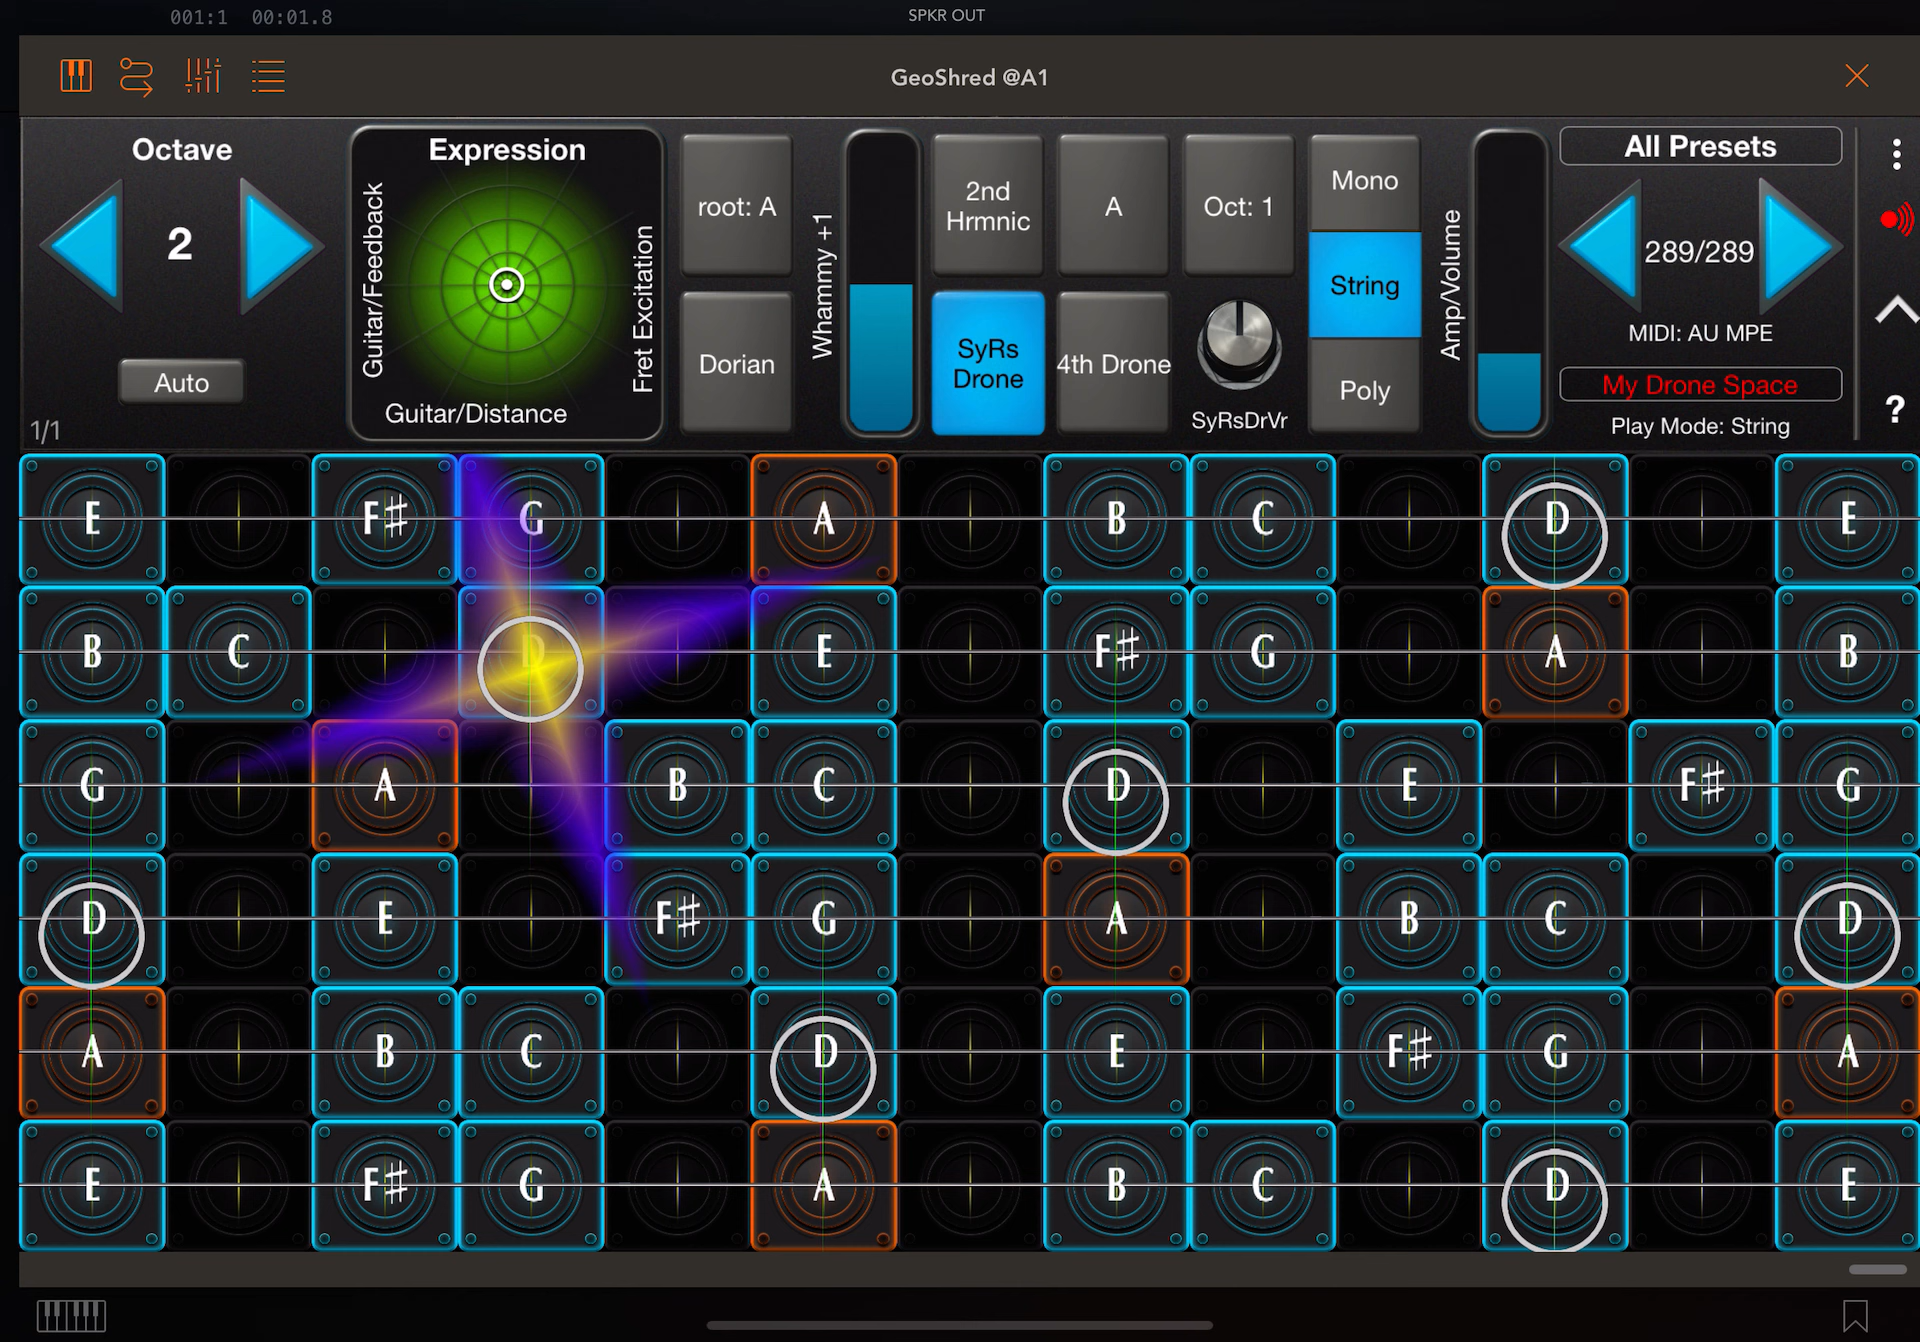 001:1 00:01.8
SPKR OUT
GeoShred @A1
Octave
2
Auto
1/1
Expression
Guitar/Feedback
Fret Excitation
Guitar/Distance
root: A
Dorian
Whammy +1
2nd
Hrmnic
A
Oct: 1
SyRs
Drone
4th Drone
SyRsDrVr
Mono
String
Poly
Amp/Volume
All Presets
289/289
MIDI: AU MPE
My Drone Space
Play Mode: String
?
E F♯ G A B C D E
B C D E F♯ G A B
G A B C D E F♯ G
D E F♯ G A B C D
A B C D E F♯ G A
E F♯ G A B C D E